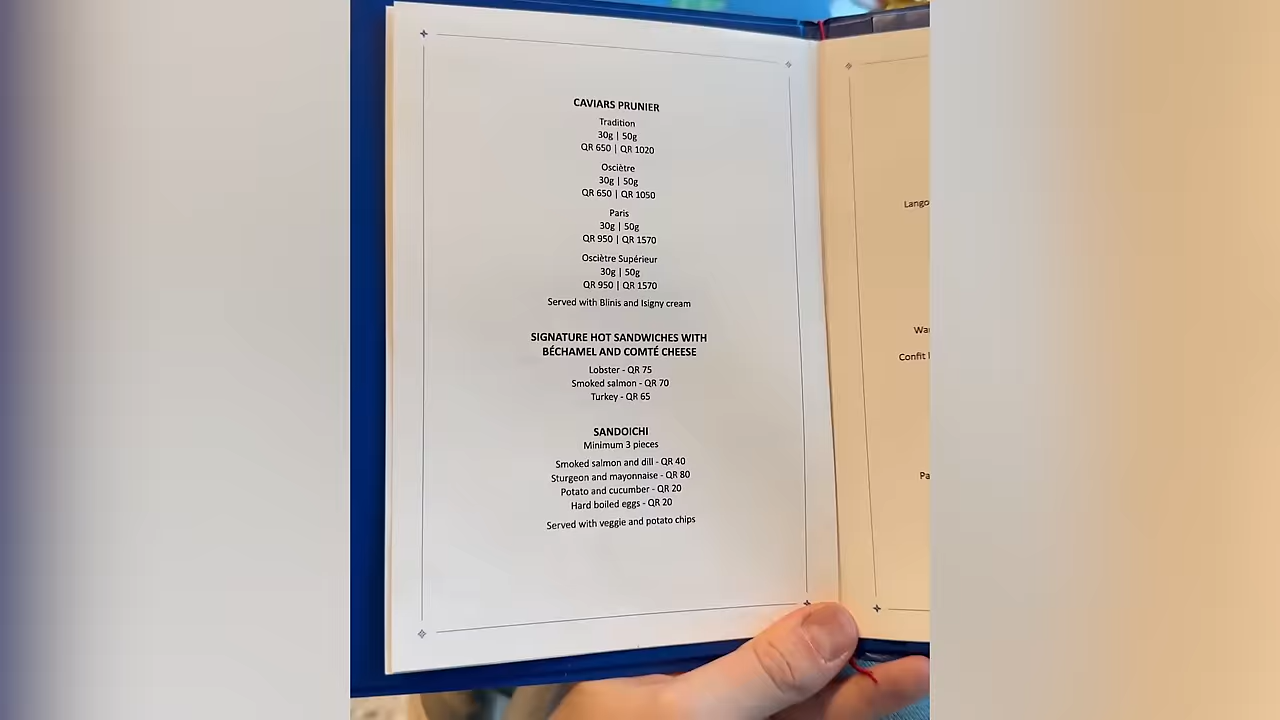 CAVIARS PRUNIER
Tradition
30g | 50g
QR 650 | QR 1020
Osciètre
30g | 50g
QR 650 | QR 1050
Paris
30g | 50g
QR 950 | QR 1570
Osciètre Supérieur
30g | 50g
QR 950 | QR 1570
Served with Blinis and Isigny cream
SIGNATURE HOT SANDWICHES WITH
BÉCHAMEL AND COMTÉ CHEESE
Lobster - QR 75
Smoked salmon - QR 70
Turkey - QR 65
SANDOICHI
Minimum 3 pieces
Smoked salmon and dill - QR 40
Sturgeon and mayonnaise - QR 80
Potato and cucumber - QR 20
Hard boiled eggs - QR 20
Served with veggie and potato chips
Confit